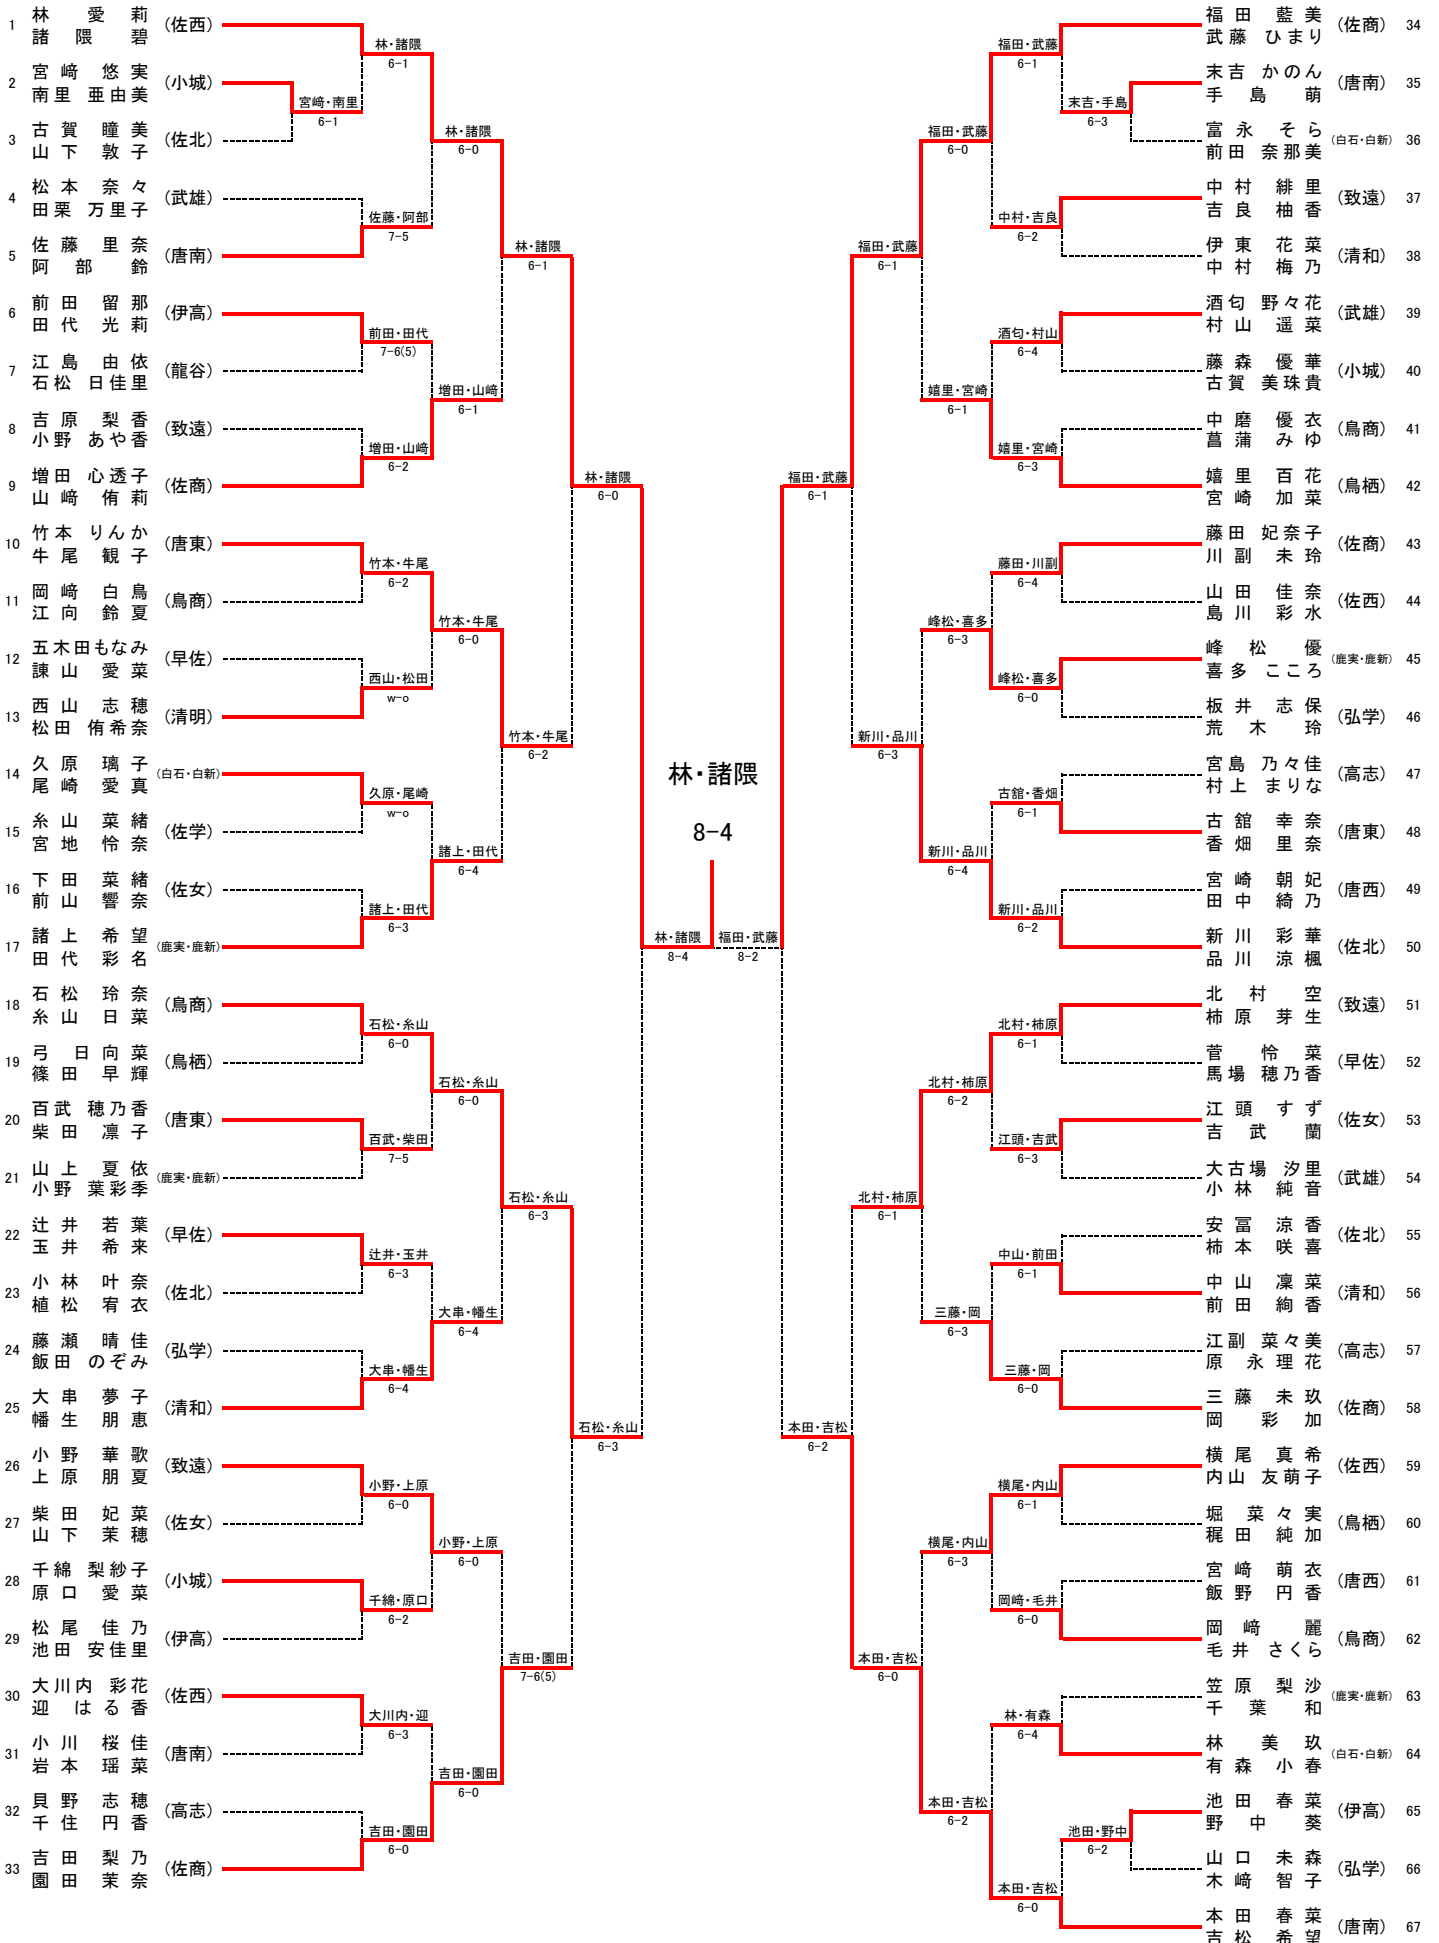 1 林 愛 莉 (佐西)
諸 隈 碧
2 宮 﨑 悠 実 (小城)
南里 亜由美
3 古 賀 瞳 美 (佐北)
山 下 敦 子
4 松 本 奈 々 (武雄)
田栗 万里子
5 佐 藤 里 奈 (唐南)
阿 部 鈴
6 前 田 留 那 (伊高)
田 代 光 莉
7 江 島 由 依 (龍谷)
石松 日佳里
8 吉 原 梨 香 (致遠)
小野 あや香
9 増田 心透子 (佐商)
山 﨑 侑 莉
10 竹本 りんか (唐東)
牛 尾 観 子
11 岡 﨑 白 鳥 (鳥商)
江 向 鈴 夏
12 五木田もなみ (早佐)
諌 山 愛 菜
13 西 山 志 穂 (清明)
松田 侑希奈
14 久 原 璃 子 (白石・白新)
尾 崎 愛 真
15 糸 山 菜 緒 (佐学)
宮 地 怜 奈
16 下 田 菜 緒 (佐女)
前 山 響 奈
17 諸 上 希 望 (鹿実・鹿新)
田 代 彩 名
18 石 松 玲 奈 (鳥商)
糸 山 日 菜
19 弓 日 向 菜 (鳥栖)
篠 田 早 輝
20 百武 穂乃香 (唐東)
柴 田 凛 子
21 山 上 夏 依 (鹿実・鹿新)
小野 葉彩季
22 辻 井 若 葉 (早佐)
玉 井 希 来
23 小 林 叶 奈 (佐北)
植 松 宥 衣
24 藤 瀬 晴 佳 (弘学)
飯田 のぞみ
25 大 串 夢 子 (清和)
幡 生 朋 恵
26 小 野 華 歌 (致遠)
上 原 朋 夏
27 柴 田 妃 菜 (佐女)
山 下 茉 穂
28 千綿 梨紗子 (小城)
原 口 愛 菜
29 松 尾 佳 乃 (伊高)
池田 安佳里
30 大川内 彩花 (佐西)
迎 はる香
31 小 川 桜 佳 (唐南)
岩 本 瑶 菜
32 貝 野 志 穂 (高志)
千 住 円 香
33 吉 田 梨 乃 (佐商)
園 田 茉 奈
林・諸隈
6-1
宮﨑・南里
6-1
林・諸隈
6-0
佐藤・阿部
7-5
林・諸隈
6-1
前田・田代
7-6(5)
増田・山﨑
6-1
増田・山﨑
6-2
林・諸隈
6-0
竹本・牛尾
6-2
竹本・牛尾
6-0
西山・松田
w-o
竹本・牛尾
6-2
久原・尾崎
w-o
諸上・田代
6-4
諸上・田代
6-3
石松・糸山
6-0
石松・糸山
6-0
百武・柴田
7-5
石松・糸山
6-3
辻井・玉井
6-3
大串・幡生
6-4
大串・幡生
6-4
石松・糸山
6-3
小野・上原
6-0
小野・上原
6-0
千綿・原口
6-2
吉田・園田
7-6(5)
大川内・迎
6-3
吉田・園田
6-0
吉田・園田
6-0
林・諸隈
8-4
林・諸隈
8-4
福田・武藤
8-2
福田・武藤
6-1
末吉・手島
6-3
福田・武藤
6-0
中村・吉良
6-2
福田・武藤
6-1
酒匂・村山
6-4
嬉里・宮崎
6-1
嬉里・宮崎
6-3
福田・武藤
6-1
藤田・川副
6-4
峰松・喜多
6-3
峰松・喜多
6-0
新川・品川
6-3
古舘・香畑
6-1
新川・品川
6-4
新川・品川
6-2
北村・柿原
6-1
北村・柿原
6-2
江頭・吉武
6-3
北村・柿原
6-1
中山・前田
6-1
三藤・岡
6-3
三藤・岡
6-0
本田・吉松
6-2
横尾・内山
6-1
横尾・内山
6-3
岡﨑・毛井
6-0
本田・吉松
6-0
林・有森
6-4
本田・吉松
6-2
池田・野中
6-2
本田・吉松
6-0
福 田 藍 美 (佐商) 34
武藤 ひまり
末吉 かのん (唐南) 35
手 島 萌
富 永 そ ら (白石・白新) 36
前田 奈那美
中 村 緋 里 (致遠) 37
吉 良 柚 香
伊 東 花 菜 (清和) 38
中 村 梅 乃
酒匂 野々花 (武雄) 39
村 山 遥 菜
藤 森 優 華 (小城) 40
古賀 美珠貴
中 磨 優 衣 (鳥商) 41
菖 蒲 み ゆ
嬉 里 百 花 (鳥栖) 42
宮 崎 加 菜
藤田 妃奈子 (佐商) 43
川 副 未 玲
山 田 佳 奈 (佐西) 44
島 川 彩 水
峰 松 優 (鹿実・鹿新) 45
喜多 こころ
板 井 志 保 (弘学) 46
荒 木 玲
宮島 乃々佳 (高志) 47
村上 まりな
古 舘 幸 奈 (唐東) 48
香 畑 里 奈
宮 崎 朝 妃 (唐西) 49
田 中 綺 乃
新 川 彩 華 (佐北) 50
品 川 涼 楓
北 村 空 (致遠) 51
柿 原 芽 生
菅 怜 菜 (早佐) 52
馬場 穂乃香
江 頭 す ず (佐女) 53
吉 武 蘭
大古場 汐里 (武雄) 54
小 林 純 音
安 冨 涼 香 (佐北) 55
柿 本 咲 喜
中 山 凜 菜 (清和) 56
前 田 絢 香
江副 菜々美 (高志) 57
原 永 理 花
三 藤 未 玖 (佐商) 58
岡 彩 加
横 尾 真 希 (佐西) 59
内山 友萌子
堀 菜 々 実 (鳥栖) 60
梶 田 純 加
宮 﨑 萌 衣 (唐西) 61
飯 野 円 香
岡 﨑 麗 (鳥商) 62
毛井 さくら
笠 原 梨 沙 (鹿実・鹿新) 63
千 葉 和
林 美 玖 (白石・白新) 64
有 森 小 春
池 田 春 菜 (伊高) 65
野 中 葵
山 口 未 森 (弘学) 66
木 﨑 智 子
本 田 春 菜 (唐南) 67
吉 松 希 望